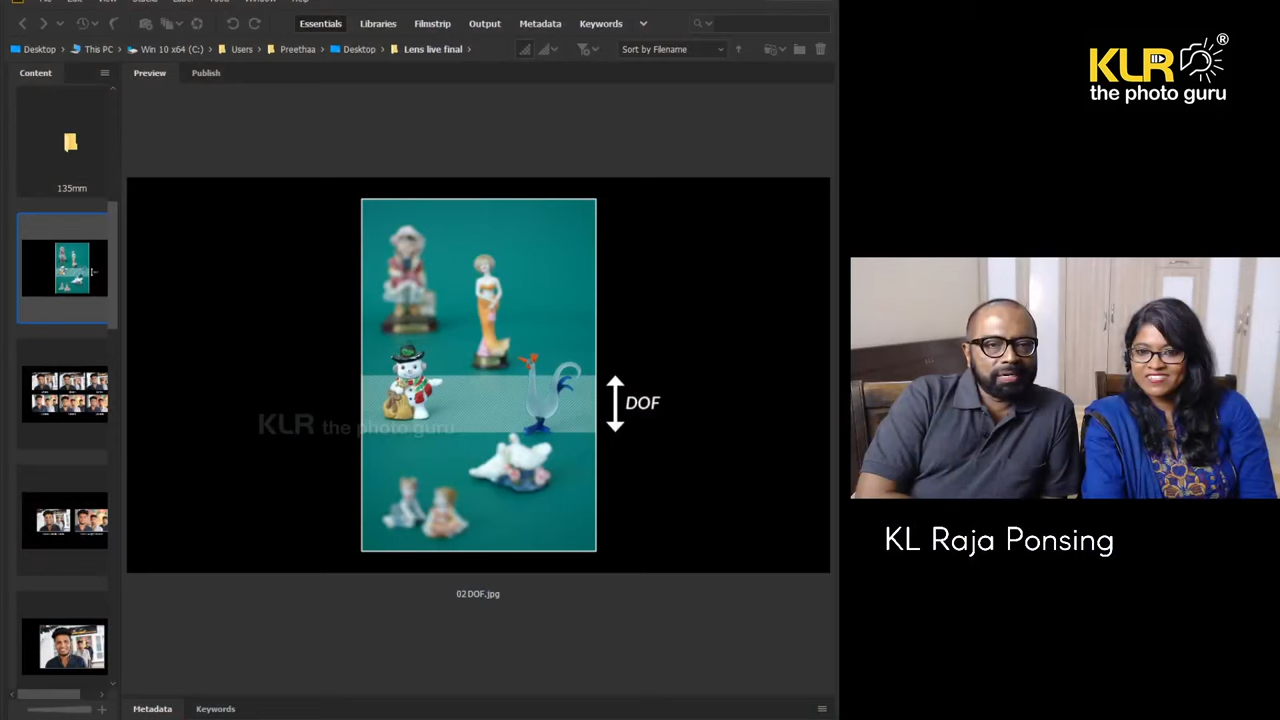 Essentials
Libraries
Filmstrip
Output
Metadata
Keywords
Desktop
This PC
Win 10 x64 (C:)
Users
Preethaa
Desktop
Lens live final
Sort by Filename
Content
Preview
Publish
135mm
DOF
KLR the photo guru
02DOF.jpg
Metadata
Keywords
KLR ®
the photo guru
KL Raja Ponsing